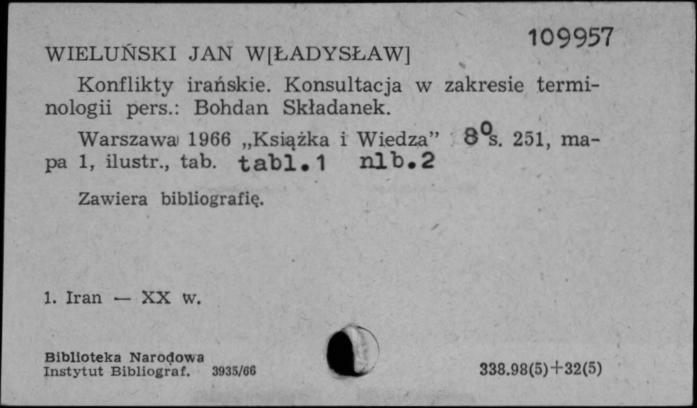 109957
WIELUŃSKI JAN W[ŁADYSŁAW]
Konflikty irańskie. Konsultacja w zakresie termi-
nologii pers.: Bohdan Składanek.
Warszawa 1966 „Książka i Wiedza” 8⁰s. 251, ma-
pa 1, ilustr., tab. tabl.1 nlb.2
Zawiera bibliografię.
1. Iran — XX w.
Biblioteka Narodowa
Instytut Bibliograf. 3935/66
338.98(5)+32(5)